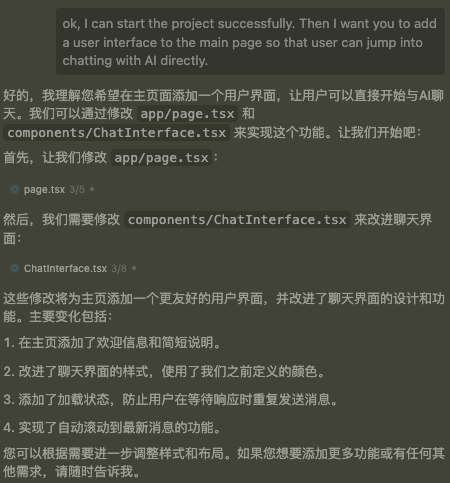 ok, I can start the project successfully. Then I want you to add
a user interface to the main page so that user can jump into
chatting with AI directly.
好的，我理解您希望在主页面添加一个用户界面，让用户可以直接开始与AI聊
天。我们可以通过修改 app/page.tsx 和
components/ChatInterface.tsx 来实现这个功能。让我们开始吧：
首先，让我们修改 app/page.tsx：
page.tsx 3/5
然后，我们需要修改 components/ChatInterface.tsx 来改进聊天界
面：
ChatInterface.tsx 3/8
这些修改将为主页添加一个更友好的用户界面，并改进了聊天界面的设计和功
能。主要变化包括：
1. 在主页添加了欢迎信息和简短说明。
2. 改进了聊天界面的样式，使用了我们之前定义的颜色。
3. 添加了加载状态，防止用户在等待响应时重复发送消息。
4. 实现了自动滚动到最新消息的功能。
您可以根据需要进一步调整样式和布局。如果您想要添加更多功能或有任何其
他需求，请随时告诉我。